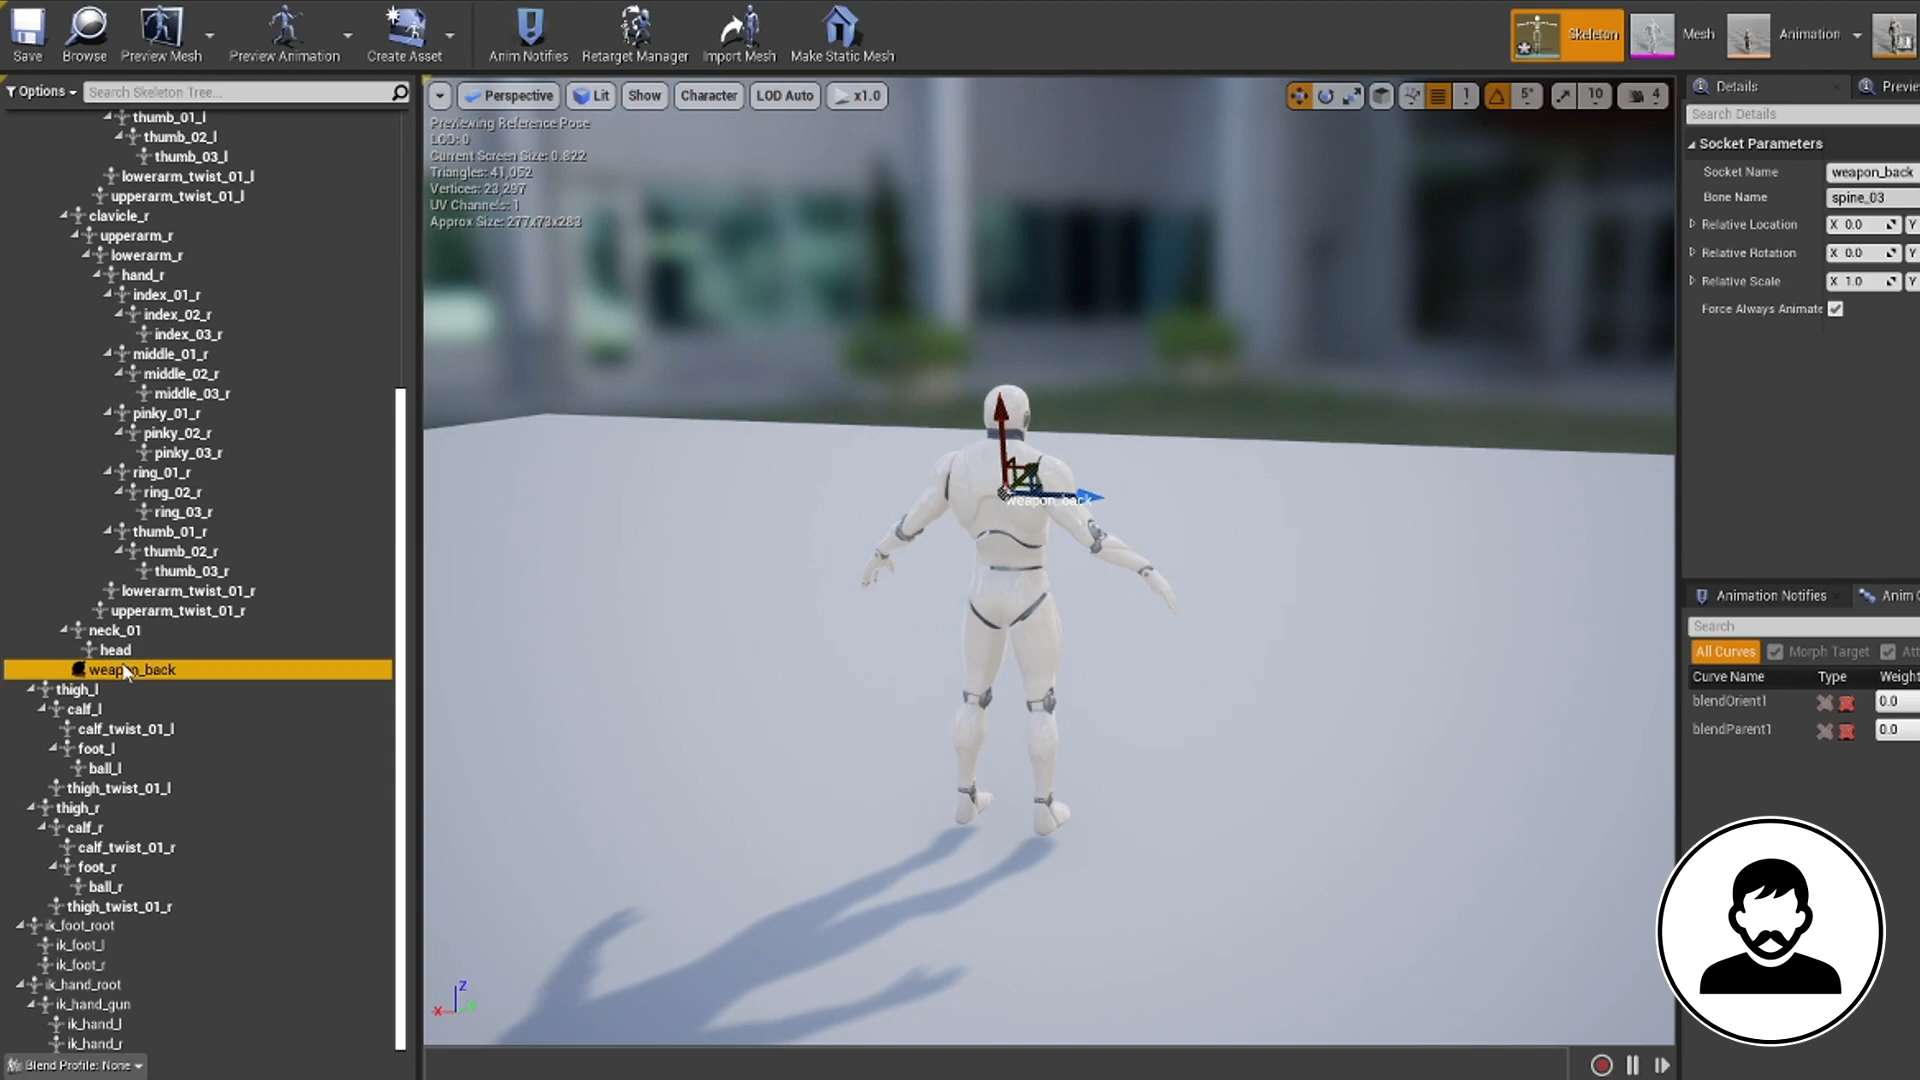 Save
Browse
Preview Mesh
Preview Animation
Create Asset
Anim Notifies
Retarget Manager
Import Mesh
Make Static Mesh
Skeleton
Mesh
Animation
Options
Search Skeleton Tree...
thumb_01_l
thumb_02_l
thumb_03_l
lowerarm_twist_01_l
upperarm_twist_01_l
clavicle_r
upperarm_r
lowerarm_r
hand_r
index_01_r
index_02_r
index_03_r
middle_01_r
middle_02_r
middle_03_r
pinky_01_r
pinky_02_r
pinky_03_r
ring_01_r
ring_02_r
ring_03_r
thumb_01_r
thumb_02_r
thumb_03_r
lowerarm_twist_01_r
upperarm_twist_01_r
neck_01
head
weapon_back
thigh_l
calf_l
calf_twist_01_l
foot_l
ball_l
thigh_twist_01_l
thigh_r
calf_r
calf_twist_01_r
foot_r
ball_r
thigh_twist_01_r
ik_foot_root
ik_foot_l
ik_foot_r
ik_hand_root
ik_hand_gun
ik_hand_l
ik_hand_r
Blend Profile: None
Perspective
Lit
Show
Character
LOD Auto
x1.0
1
5°
10
4
Previewing Reference Pose
LOD: 0
Current Screen Size: 0.822
Triangles: 41,052
Vertices: 23,297
UV Channels: 1
Approx Size: 277x73x283
weapon_back
Z
X
Y
Details
Previe
Search Details
Socket Parameters
Socket Name weapon_back
Bone Name spine_03
Relative Location X 0.0 Y
Relative Rotation X 0.0 Y
Relative Scale X 1.0 Y
Force Always Animate
Animation Notifies
Anim
Search
All Curves
Morph Target
Att
Curve Name Type Weight
blendOrient1 0.0
blendParent1 0.0